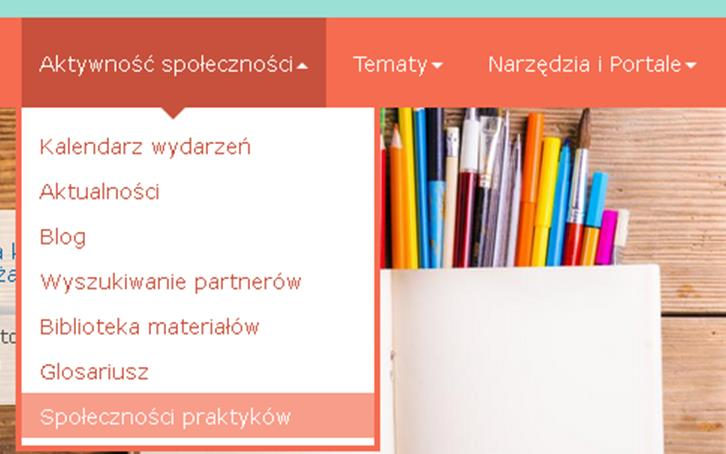 Aktywność społeczności Tematy Narzędzia i Portale
Kalendarz wydarzeń
Aktualności
Blog
Wyszukiwanie partnerów
Biblioteka materiałów
Glosariusz
Społeczności praktyków